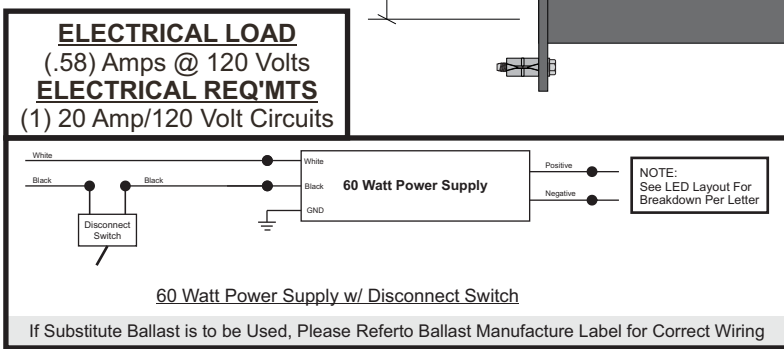 ELECTRICAL LOAD
(.58) Amps @ 120 Volts
ELECTRICAL REQ'MTS
(1) 20 Amp/120 Volt Circuits
White
White
Black
Black
Black
60 Watt Power Supply
GND
Disconnect
Switch
Positive
Negative
NOTE:
See LED Layout For
Breakdown Per Letter
60 Watt Power Supply w/ Disconnect Switch
If Substitute Ballast is to be Used, Please Referto Ballast Manufacture Label for Correct Wiring